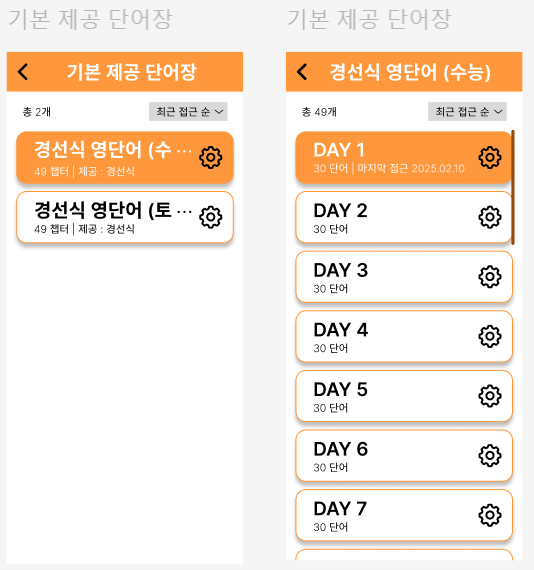 기본 제공 단어장
기본 제공 단어장
총 2개
최근 접근 순
경선식 영단어 (수 ···
49 챕터 | 제공 : 경선식
경선식 영단어 (토 ···
49 챕터 | 제공 : 경선식
기본 제공 단어장
경선식 영단어 (수능)
총 49개
최근 접근 순
DAY 1
30 단어 | 마지막 접근 2025.02.10
DAY 2
30 단어
DAY 3
30 단어
DAY 4
30 단어
DAY 5
30 단어
DAY 6
30 단어
DAY 7
30 단어